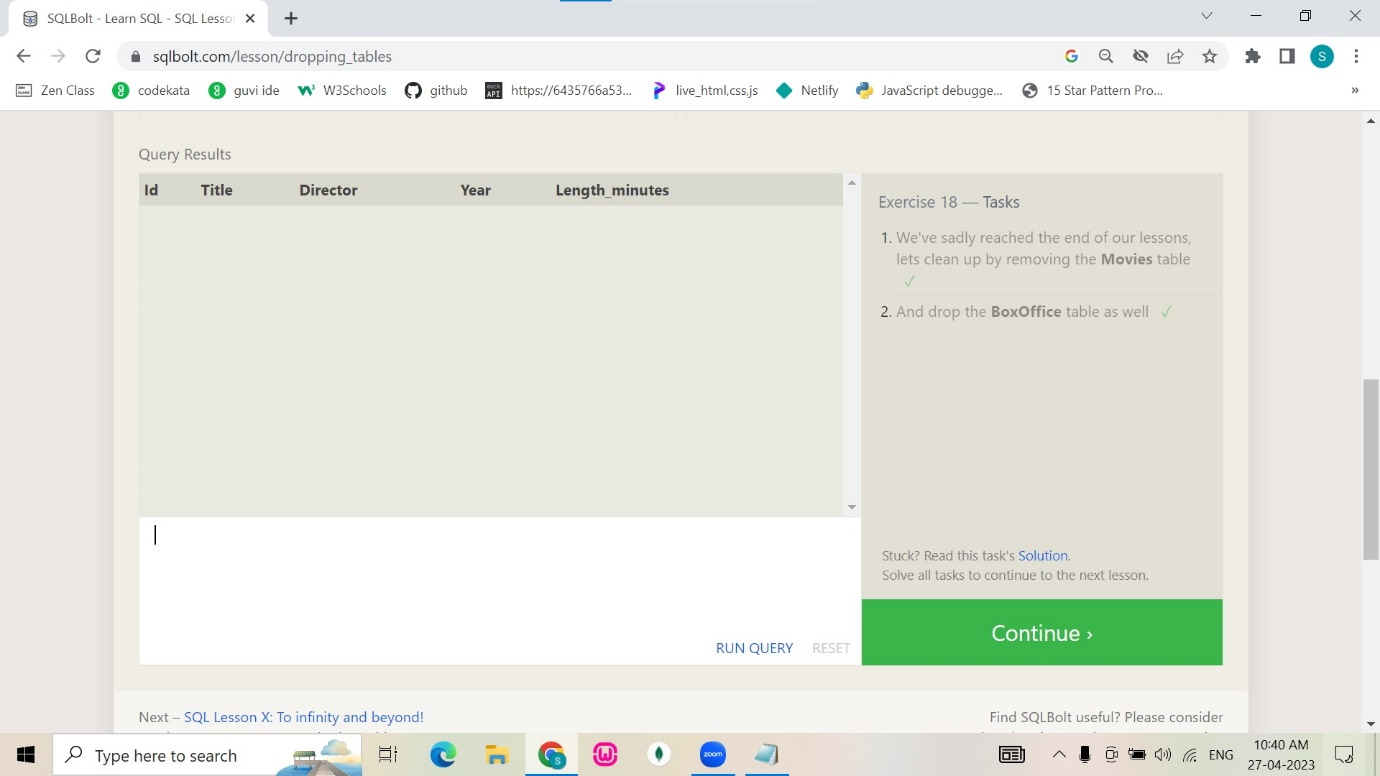 SQLBolt - Learn SQL - SQL Lesson
sqlbolt.com/lesson/dropping_tables
S
Zen Class
codekata
guvi ide
W3Schools
github
mock API
https://6435766a53...
live_html,css,js
Netlify
JavaScript debugge...
15 Star Pattern Pro...
»
Query Results
Id Title Director Year Length_minutes
Exercise 18 — Tasks
1. We've sadly reached the end of our lessons,
lets clean up by removing the Movies table
✓
2. And drop the BoxOffice table as well ✓
Stuck? Read this task's Solution.
Solve all tasks to continue to the next lesson.
RUN QUERY RESET
Continue ›
Next – SQL Lesson X: To infinity and beyond!
Find SQLBolt useful? Please consider
Type here to search
zoom
ENG
10:40 AM
27-04-2023